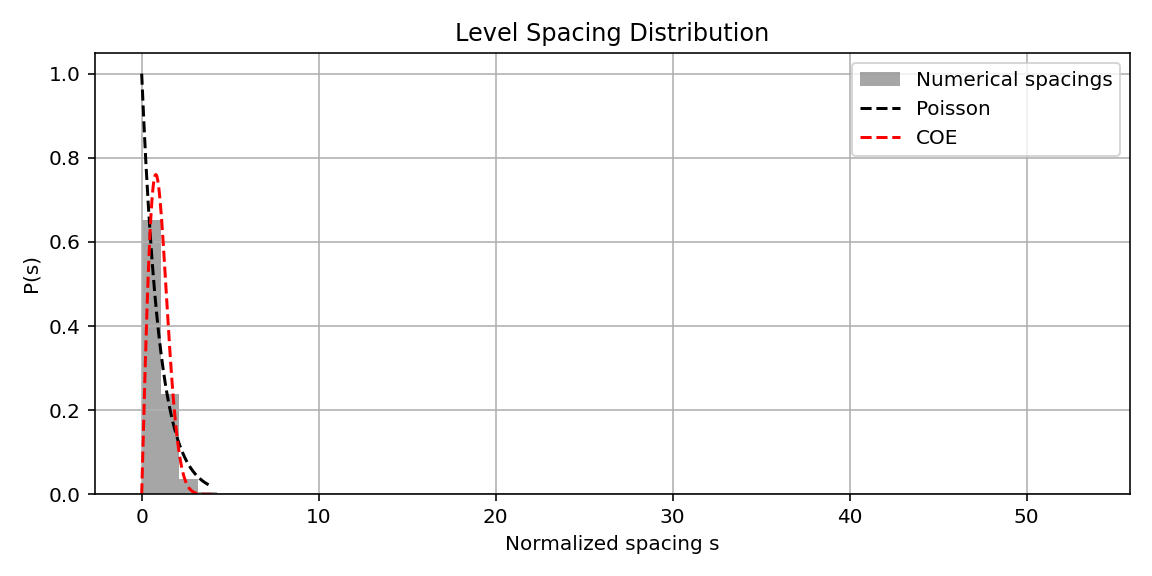 Level Spacing Distribution
P(s)
1.0
0.8
0.6
0.4
0.2
0.0
Numerical spacings
Poisson
COE
0 10 20 30 40 50
Normalized spacing s